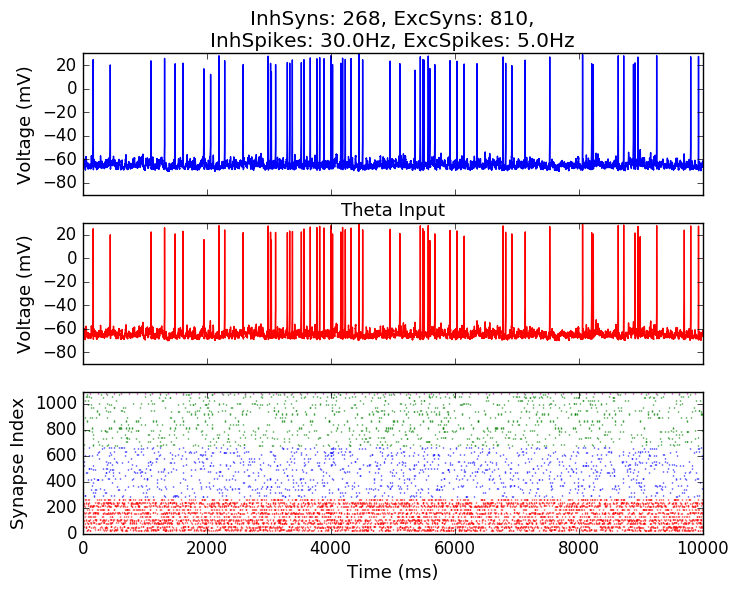 InhSyns: 268, ExcSyns: 810,
InhSpikes: 30.0Hz, ExcSpikes: 5.0Hz
20
0
−20
−40
−60
−80
Voltage (mV)
Theta Input
20
0
−20
−40
−60
−80
Voltage (mV)
1000
800
600
400
200
0
Synapse Index
0 2000 4000 6000 8000 10000
Time (ms)